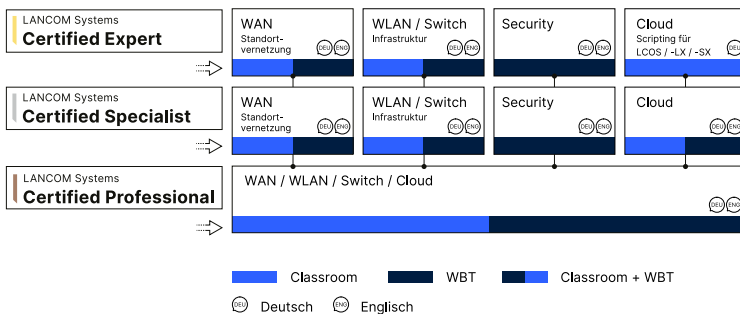 LANCOM Systems
Certified Expert
WAN
Standort-
vernetzung
DEU ENG
WLAN / Switch
Infrastruktur
DEU ENG
Security
DEU ENG
Cloud
Scripting für
LCOS / -LX / -SX
DEU
LANCOM Systems
Certified Specialist
WAN
Standort-
vernetzung
DEU ENG
WLAN / Switch
Infrastruktur
DEU ENG
Security
DEU ENG
Cloud
DEU ENG
LANCOM Systems
Certified Professional
WAN / WLAN / Switch / Cloud
DEU ENG
Classroom
WBT
Classroom + WBT
DEU Deutsch
ENG Englisch